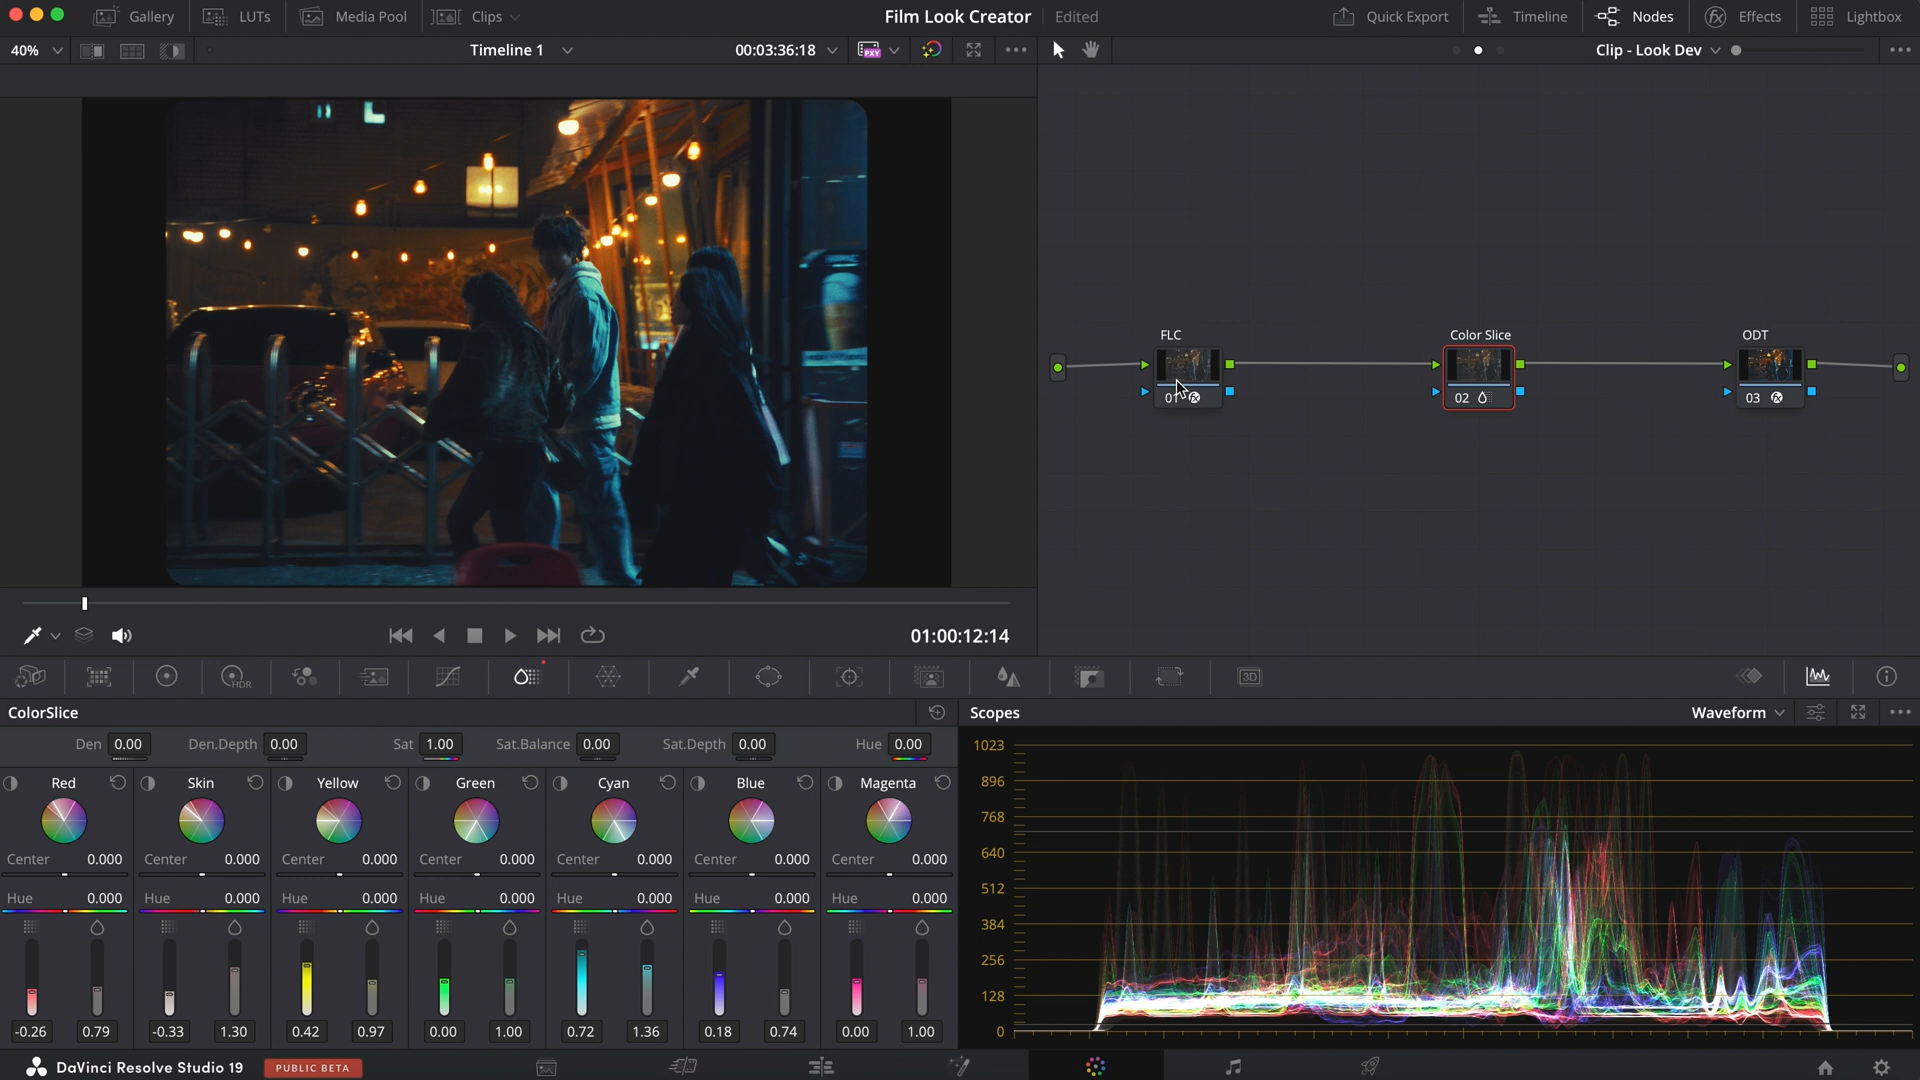 Gallery LUTs Media Pool Clips Film Look Creator Edited Quick Export Timeline Nodes Effects Lightbox
40% Timeline 1 00:03:36:18 PXY Clip - Look Dev
FLC Color Slice ODT
01 02 03
01:00:12:14
HDR 3D
ColorSlice Scopes Waveform
Den 0.00 Den.Depth 0.00 Sat 1.00 Sat.Balance 0.00 Sat.Depth 0.00 Hue 0.00
Red Skin Yellow Green Cyan Blue Magenta
Center 0.000 Center 0.000 Center 0.000 Center 0.000 Center 0.000 Center 0.000 Center 0.000
Hue 0.000 Hue 0.000 Hue 0.000 Hue 0.000 Hue 0.000 Hue 0.000 Hue 0.000
-0.26 0.79 -0.33 1.30 0.42 0.97 0.00 1.00 0.72 1.36 0.18 0.74 0.00 1.00
1023
896
768
640
512
384
256
128
0
DaVinci Resolve Studio 19 PUBLIC BETA